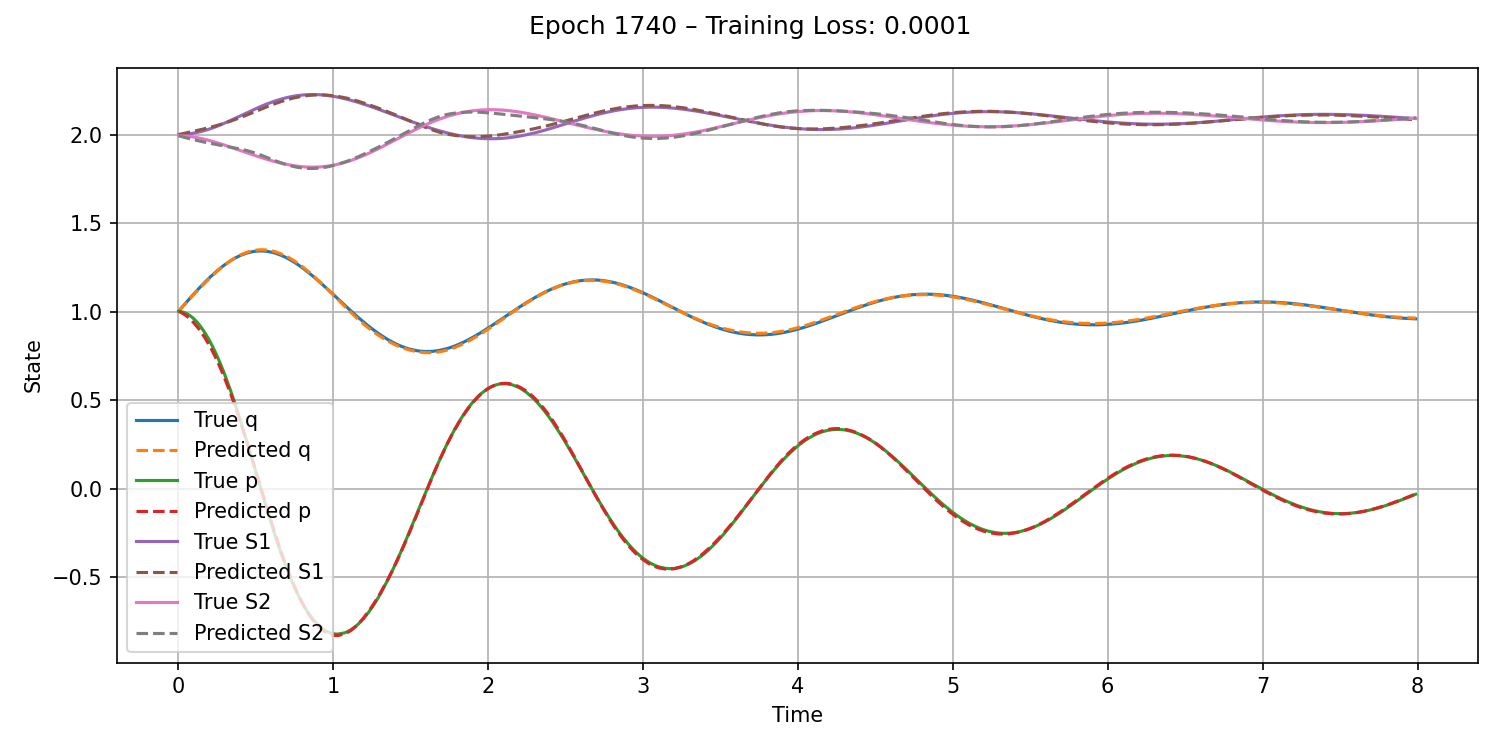 Epoch 1740 – Training Loss: 0.0001
State
2.0
1.5
1.0
0.5
0.0
−0.5
True q
Predicted q
True p
Predicted p
True S1
Predicted S1
True S2
Predicted S2
0 1 2 3 4 5 6 7 8
Time